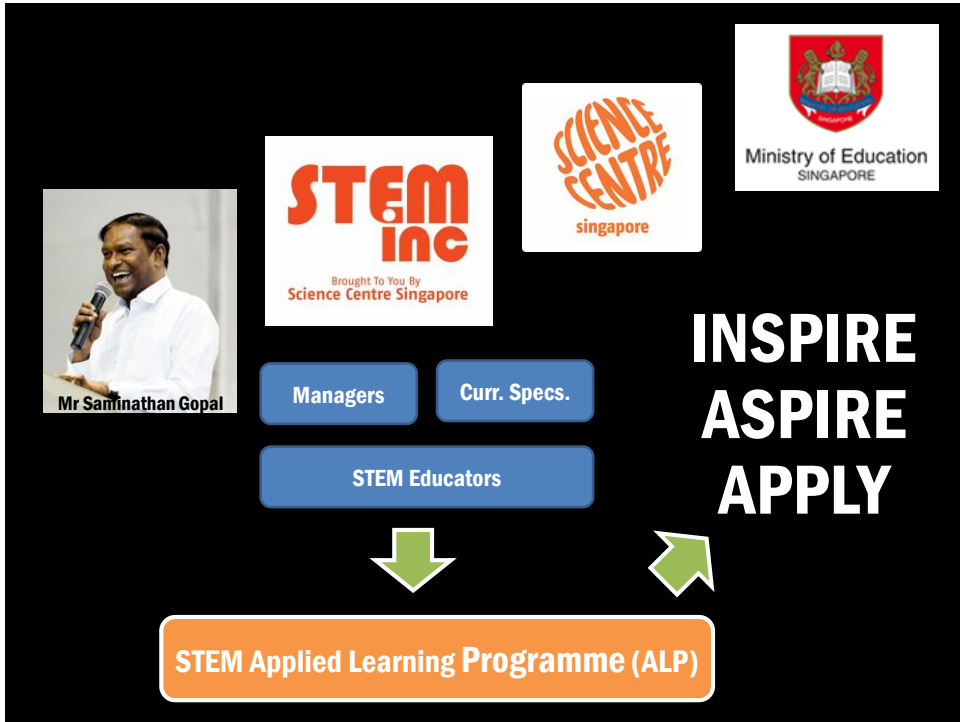 Ministry of Education
SINGAPORE
SCIENCE
CENTRE
singapore
STEM
inc
Brought To You By
Science Centre Singapore
Mr Saminathan Gopal
Managers
Curr. Specs.
STEM Educators
INSPIRE
ASPIRE
APPLY
STEM Applied Learning Programme (ALP)